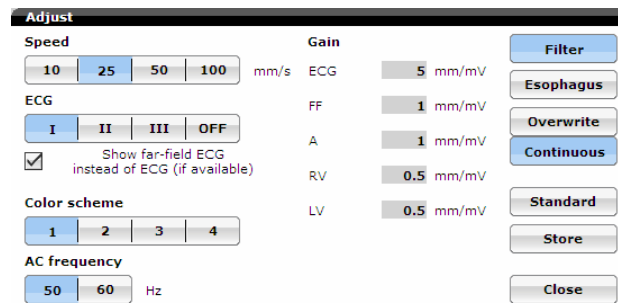 Adjust
Speed
10 25 50 100 mm/s
ECG
I II III OFF
Show far-field ECG
instead of ECG (if available)
Color scheme
1 2 3 4
AC frequency
50 60 Hz
Gain
ECG 5 mm/mV
FF 1 mm/mV
A 1 mm/mV
RV 0.5 mm/mV
LV 0.5 mm/mV
Filter
Esophagus
Overwrite
Continuous
Standard
Store
Close